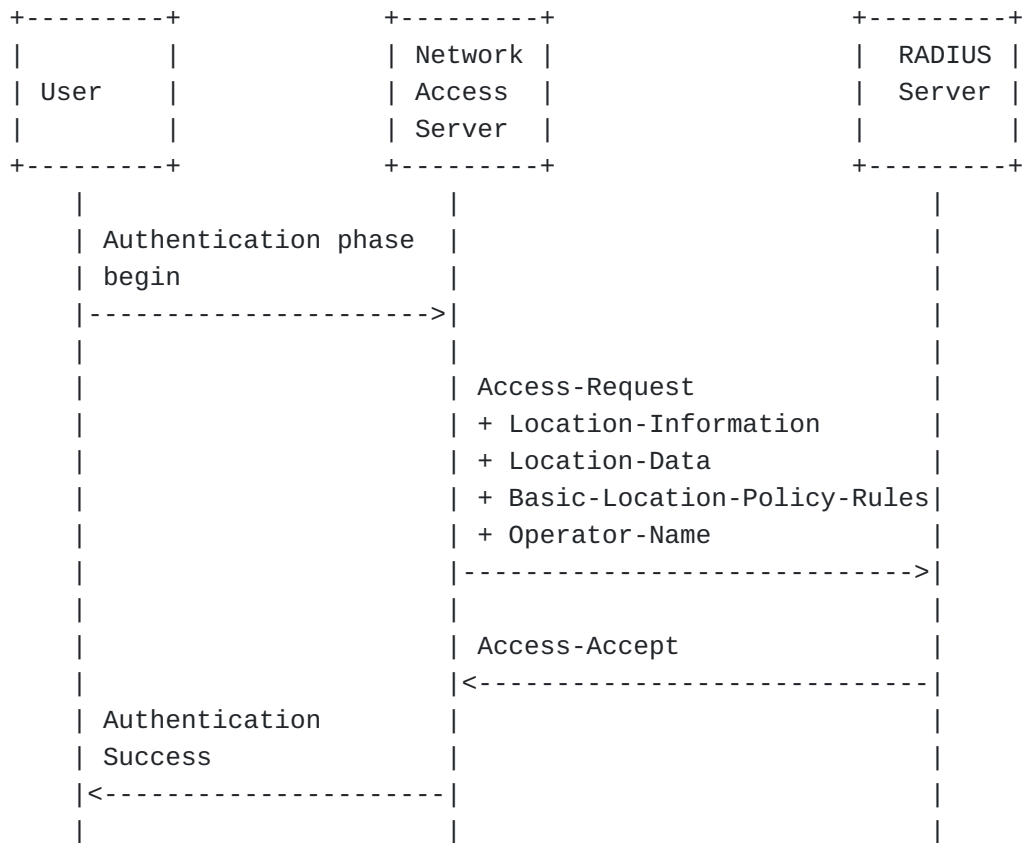 +---------+             +---------+                   +---------+
|         |             | Network |                   |  RADIUS |
| User    |             | Access  |                   |  Server |
|         |             | Server  |                   |         |
+---------+             +---------+                   +---------+
    |                       |                              |
    | Authentication phase  |                              |
    | begin                 |                              |
    |---------------------->|                              |
    |                       |                              |
    |                       | Access-Request               |
    |                       | + Location-Information       |
    |                       | + Location-Data              |
    |                       | + Basic-Location-Policy-Rules|
    |                       | + Operator-Name              |
    |                       |----------------------------->|
    |                       |                              |
    |                       | Access-Accept                |
    |                       |<-----------------------------|
    | Authentication        |                              |
    | Success               |                              |
    |<----------------------|                              |
    |                       |                              |